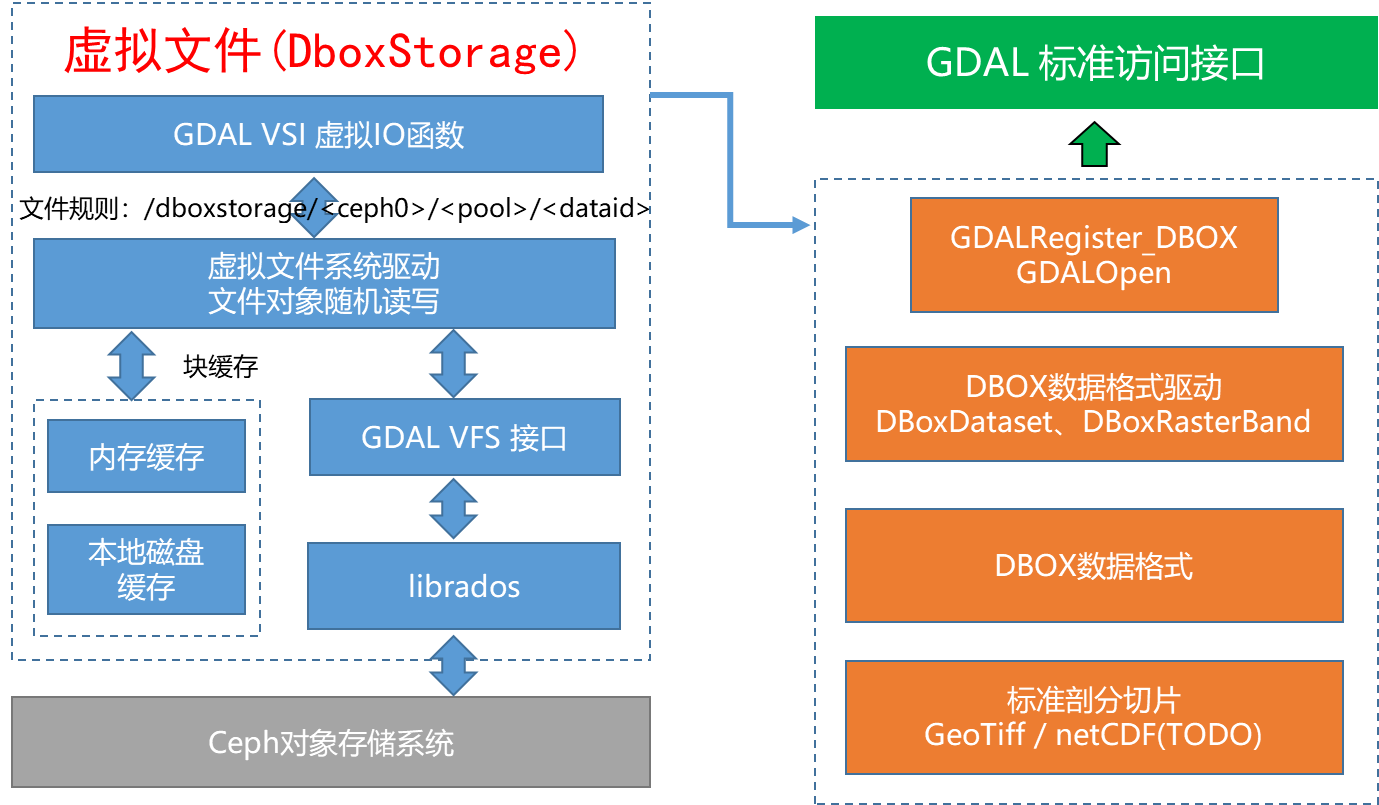 虚拟文件(DboxStorage)
GDAL VSI 虚拟IO函数
文件规则：/dboxstorage/<ceph0>/<pool>/<dataid>
虚拟文件系统驱动
文件对象随机读写
块缓存
内存缓存
本地磁盘
缓存
GDAL VFS 接口
librados
Ceph对象存储系统
GDAL 标准访问接口
GDALRegister_DBOX
GDALOpen
DBOX数据格式驱动
DBoxDataset、DBoxRasterBand
DBOX数据格式
标准剖分切片
GeoTiff / netCDF(TODO)